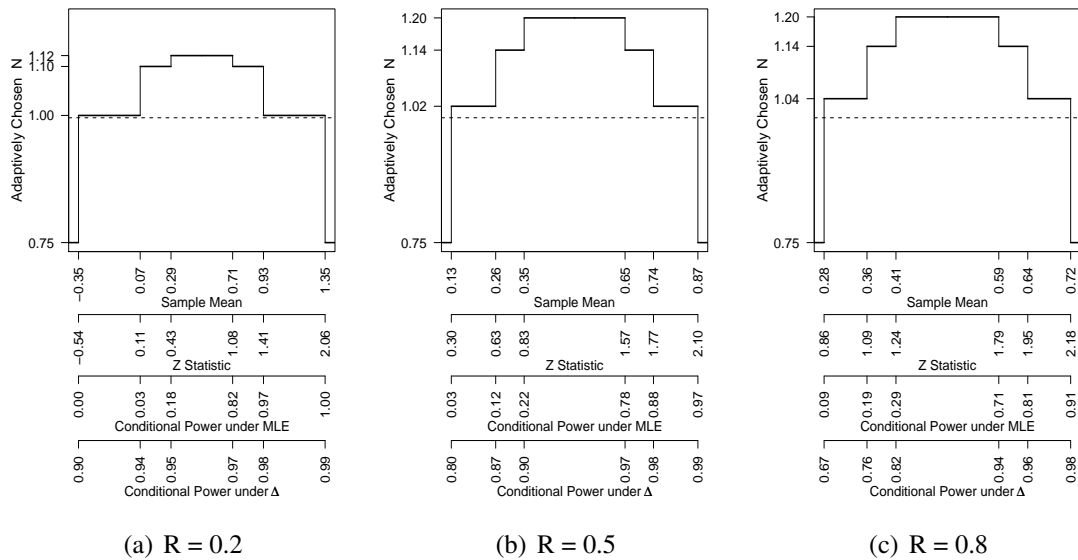 Adaptively Chosen N
1.12
1.10
1.00
0.75
−0.35 0.07 0.29 0.71 0.93 1.35
Sample Mean
−0.54 0.11 0.43 1.08 1.41 2.06
Z Statistic
0.00 0.03 0.18 0.82 0.97 1.00
Conditional Power under MLE
0.90 0.94 0.95 0.97 0.98 0.99
Conditional Power under Δ
(a) R = 0.2
Adaptively Chosen N
1.20
1.14
1.02
0.75
0.13 0.26 0.35 0.65 0.74 0.87
Sample Mean
0.30 0.63 0.83 1.57 1.77 2.10
Z Statistic
0.03 0.12 0.22 0.78 0.88 0.97
Conditional Power under MLE
0.80 0.87 0.90 0.97 0.98 0.99
Conditional Power under Δ
(b) R = 0.5
Adaptively Chosen N
1.20
1.14
1.04
0.75
0.28 0.36 0.41 0.59 0.64 0.72
Sample Mean
0.86 1.09 1.24 1.79 1.95 2.18
Z Statistic
0.09 0.19 0.29 0.71 0.81 0.91
Conditional Power under MLE
0.67 0.76 0.82 0.94 0.96 0.98
Conditional Power under Δ
(c) R = 0.8